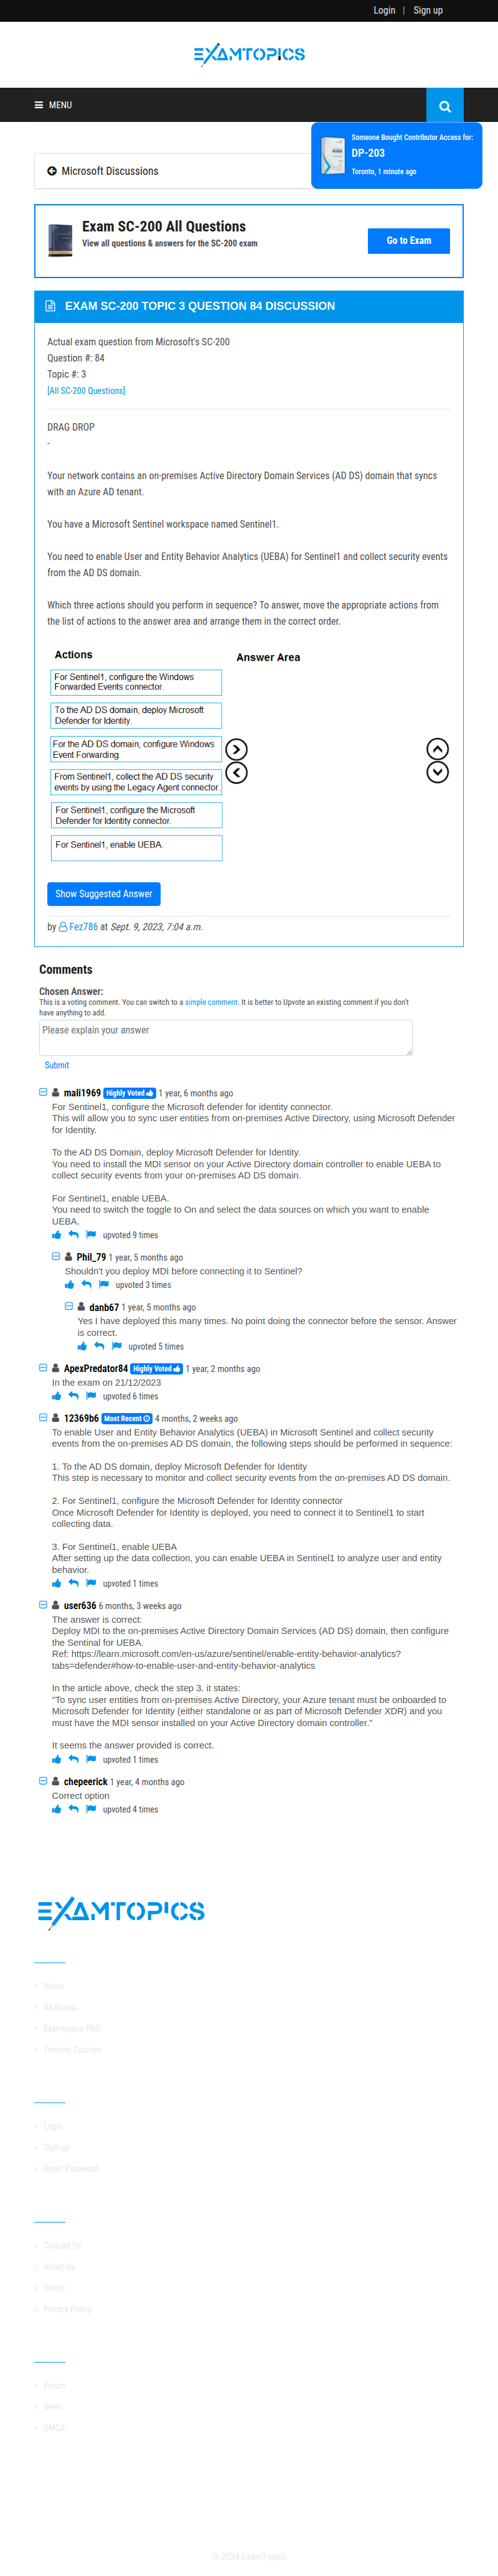 Login | Sign up
EXAMTOPICS
MENU
Someone Bought Contributor Access for:
DP-203
Toronto, 1 minute ago
Microsoft Discussions
Exam SC-200 All Questions
View all questions & answers for the SC-200 exam
Go to Exam
EXAM SC-200 TOPIC 3 QUESTION 84 DISCUSSION
Actual exam question from Microsoft's SC-200
Question #: 84
Topic #: 3
[All SC-200 Questions]
DRAG DROP
-
Your network contains an on-premises Active Directory Domain Services (AD DS) domain that syncs
with an Azure AD tenant.
You have a Microsoft Sentinel workspace named Sentinel1.
You need to enable User and Entity Behavior Analytics (UEBA) for Sentinel1 and collect security events
from the AD DS domain.
Which three actions should you perform in sequence? To answer, move the appropriate actions from
the list of actions to the answer area and arrange them in the correct order.
Actions
Answer Area
For Sentinel1, configure the Windows
Forwarded Events connector.
To the AD DS domain, deploy Microsoft
Defender for Identity.
For the AD DS domain, configure Windows
Event Forwarding.
From Sentinel1, collect the AD DS security
events by using the Legacy Agent connector.
For Sentinel1, configure the Microsoft
Defender for Identity connector.
For Sentinel1, enable UEBA.
Show Suggested Answer
by Fez786 at Sept. 9, 2023, 7:04 a.m.
Comments
Chosen Answer:
This is a voting comment. You can switch to a simple comment. It is better to Upvote an existing comment if you don't
have anything to add.
Please explain your answer
Submit
mali1969 Highly Voted 1 year, 6 months ago
For Sentinel1, configure the Microsoft defender for identity connector.
This will allow you to sync user entities from on-premises Active Directory, using Microsoft Defender
for Identity.
To the AD DS Domain, deploy Microsoft Defender for Identity.
You need to install the MDI sensor on your Active Directory domain controller to enable UEBA to
collect security events from your on-premises AD DS domain.
For Sentinel1, enable UEBA.
You need to switch the toggle to On and select the data sources on which you want to enable
UEBA.
upvoted 9 times
Phil_79 1 year, 5 months ago
Shouldn't you deploy MDI before connecting it to Sentinel?
upvoted 3 times
danb67 1 year, 5 months ago
Yes I have deployed this many times. No point doing the connector before the sensor. Answer
is correct.
upvoted 5 times
ApexPredator84 Highly Voted 1 year, 2 months ago
In the exam on 21/12/2023
upvoted 6 times
12369b6 Most Recent 4 months, 2 weeks ago
To enable User and Entity Behavior Analytics (UEBA) in Microsoft Sentinel and collect security
events from the on-premises AD DS domain, the following steps should be performed in sequence:
1. To the AD DS domain, deploy Microsoft Defender for Identity
This step is necessary to monitor and collect security events from the on-premises AD DS domain.
2. For Sentinel1, configure the Microsoft Defender for Identity connector
Once Microsoft Defender for Identity is deployed, you need to connect it to Sentinel1 to start
collecting data.
3. For Sentinel1, enable UEBA
After setting up the data collection, you can enable UEBA in Sentinel1 to analyze user and entity
behavior.
upvoted 1 times
user636 6 months, 3 weeks ago
The answer is correct:
Deploy MDI to the on-premises Active Directory Domain Services (AD DS) domain, then configure
the Sentinal for UEBA.
Ref: https://learn.microsoft.com/en-us/azure/sentinel/enable-entity-behavior-analytics?
tabs=defender#how-to-enable-user-and-entity-behavior-analytics
In the article above, check the step 3. it states:
"To sync user entities from on-premises Active Directory, your Azure tenant must be onboarded to
Microsoft Defender for Identity (either standalone or as part of Microsoft Defender XDR) and you
must have the MDI sensor installed on your Active Directory domain controller."
It seems the answer provided is correct.
upvoted 1 times
chepeerick 1 year, 4 months ago
Correct option
upvoted 4 times
EXAMTOPICS
Home
All Exams
Examtopics PRO
Training Courses
Login
Sign up
Reset Password
Contact Us
About Us
Terms
Privacy Policy
Forum
News
DMCA
© 2024 ExamTopics